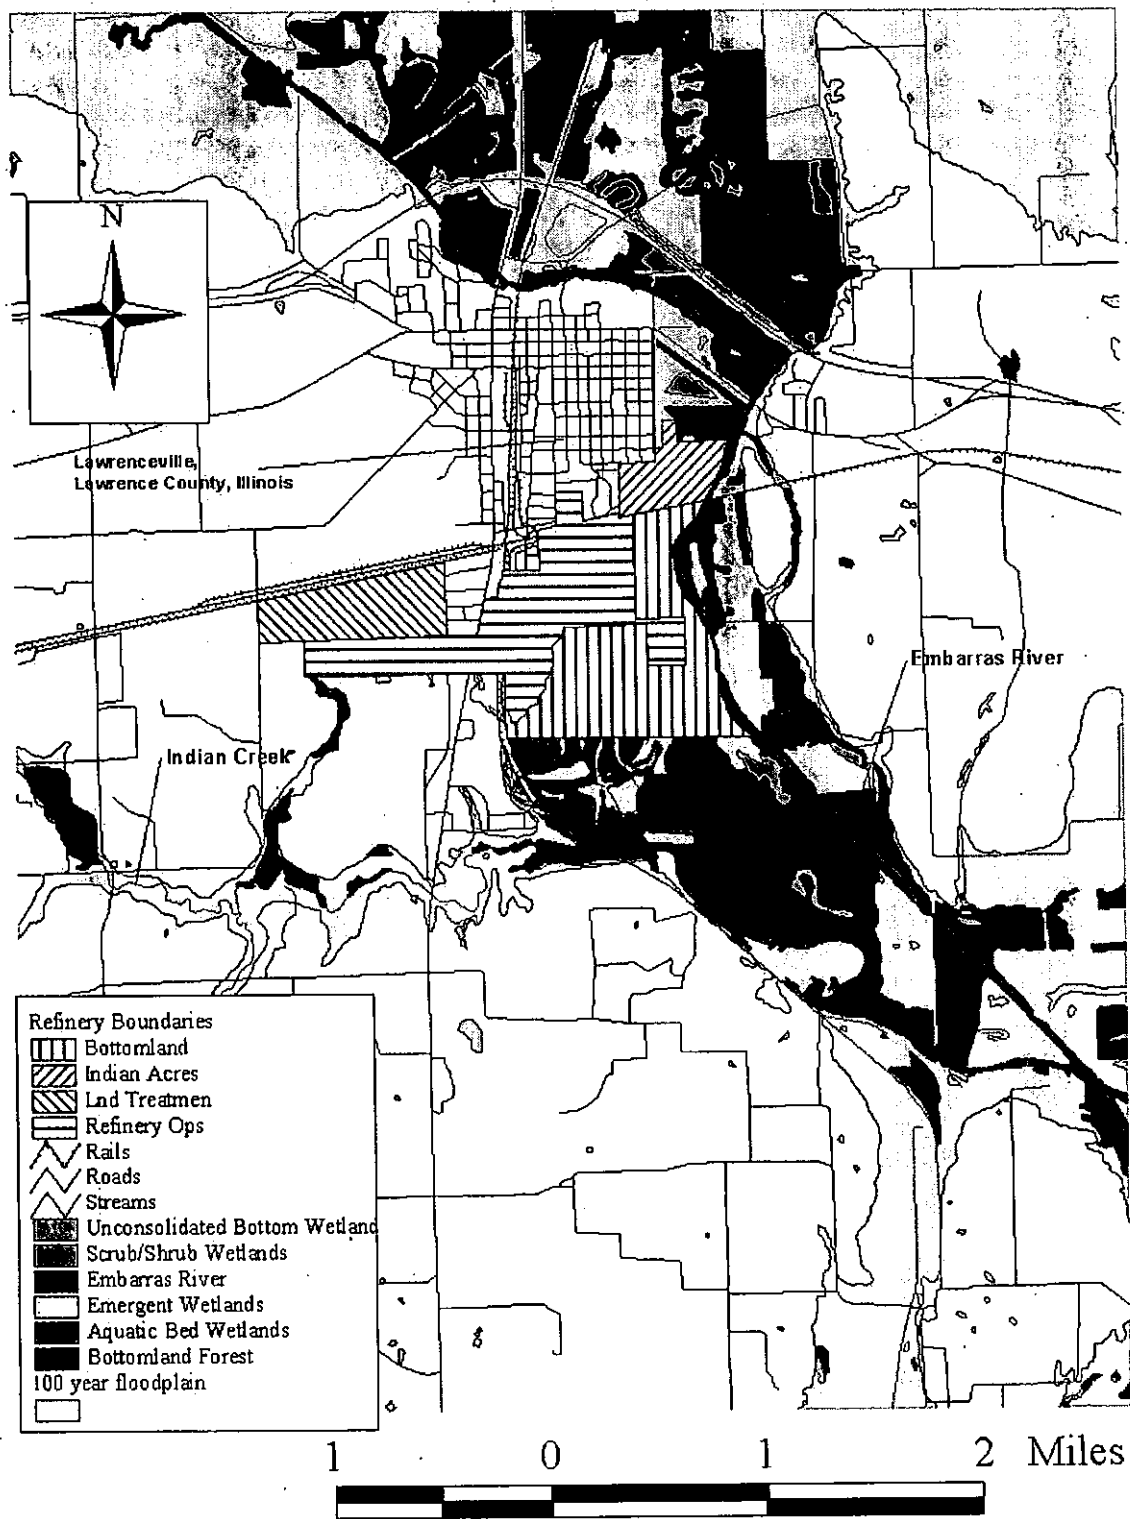 N
Lawrenceville,
Lawrence County, Illinois
Embarras River
Indian Creek
Refinery Boundaries
Bottomland
Indian Acres
Lnd Treatmen
Refinery Ops
Rails
Roads
Streams
Unconsolidated Bottom Wetland
Scrub/Shrub Wetlands
Embarras River
Emergent Wetlands
Aquatic Bed Wetlands
Bottomland Forest
100 year floodplain
1 0 1 2 Miles